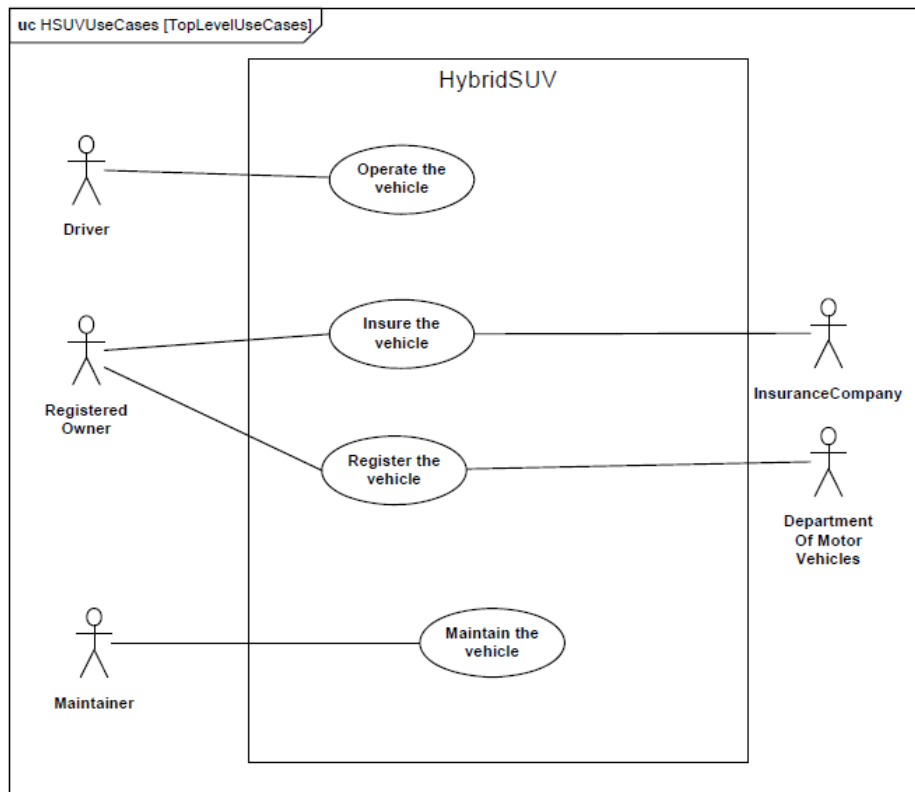 uc HSUVUseCases [TopLevelUseCases]
HybridSUV
Operate the
vehicle
Driver
Insure the
vehicle
Registered
Owner
InsuranceCompany
Register the
vehicle
Department
Of Motor
Vehicles
Maintain the
vehicle
Maintainer